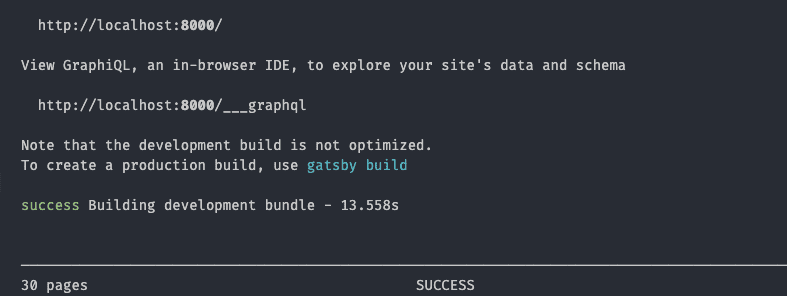 http://localhost:8000/
View GraphiQL, an in-browser IDE, to explore your site's data and schema
http://localhost:8000/___graphql
Note that the development build is not optimized.
To create a production build, use gatsby build
success Building development bundle - 13.558s
30 pages SUCCESS